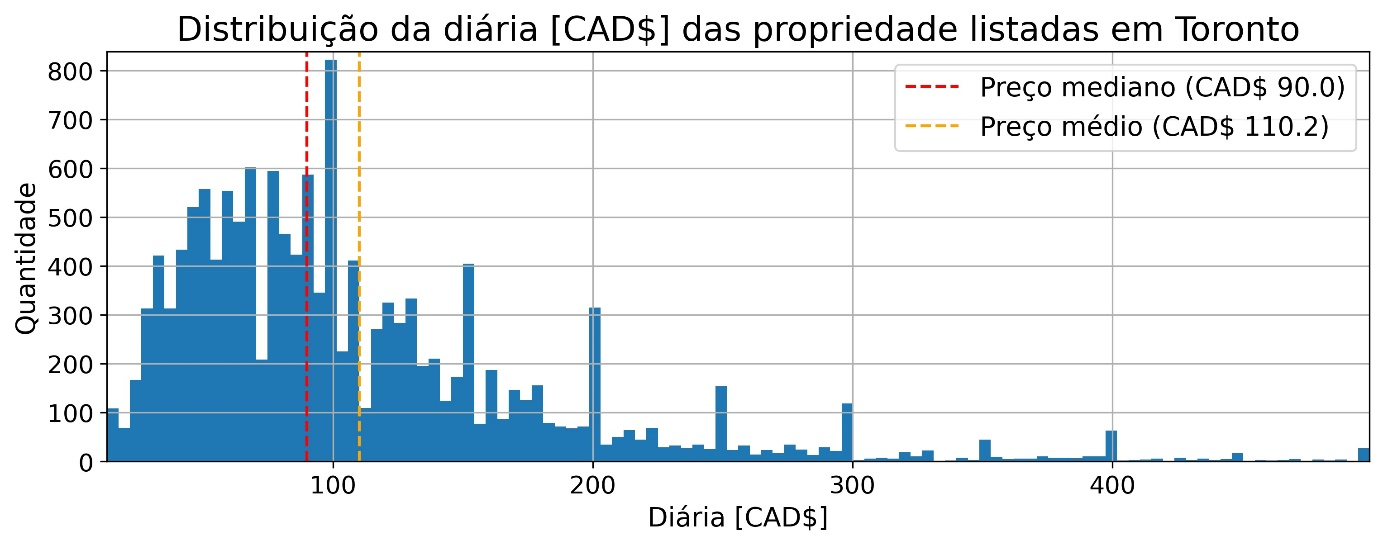 Distribuição da diária [CAD$] das propriedade listadas em Toronto
Preço mediano (CAD$ 90.0)
Preço médio (CAD$ 110.2)
Quantidade
800
700
600
500
400
300
200
100
0
100 200 300 400
Diária [CAD$]